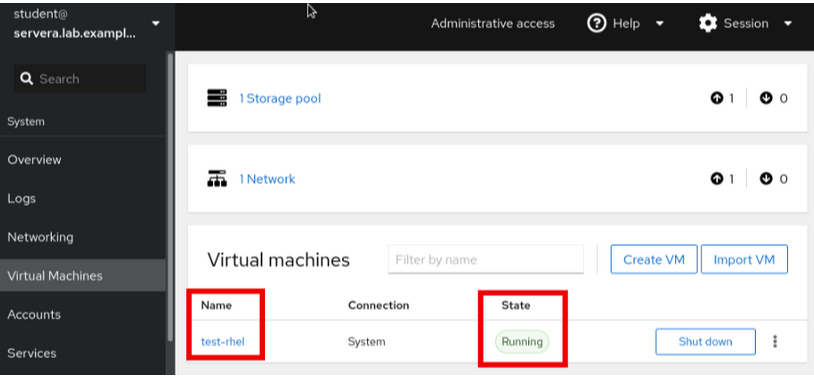 student@
servera.lab.exampl...
Administrative access
Help
Session
Search
System
Overview
Logs
Networking
Virtual Machines
Accounts
Services
1 Storage pool
1
0
1 Network
1
0
Virtual machines
Filter by name
Create VM
Import VM
Name Connection State
test-rhel System Running Shut down